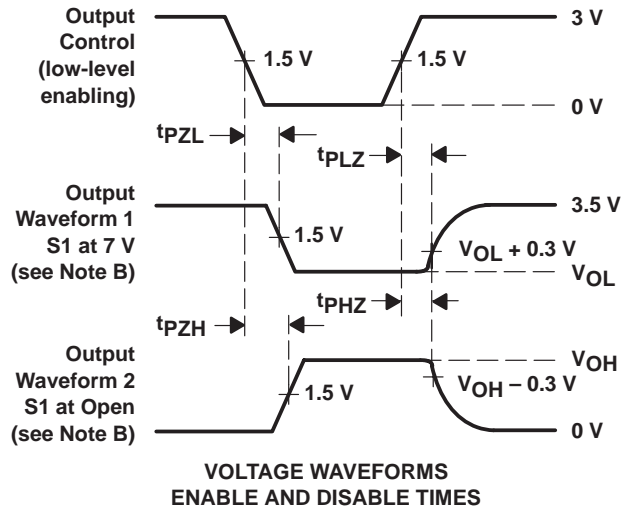 Output
Control
(low-level
enabling)
1.5 V
1.5 V
3 V
0 V
tPZL
tPLZ
Output
Waveform 1
S1 at 7 V
(see Note B)
1.5 V
3.5 V
VOL + 0.3 V
VOL
tPHZ
tPZH
Output
Waveform 2
S1 at Open
(see Note B)
1.5 V
VOH
VOH – 0.3 V
0 V
VOLTAGE WAVEFORMS
ENABLE AND DISABLE TIMES